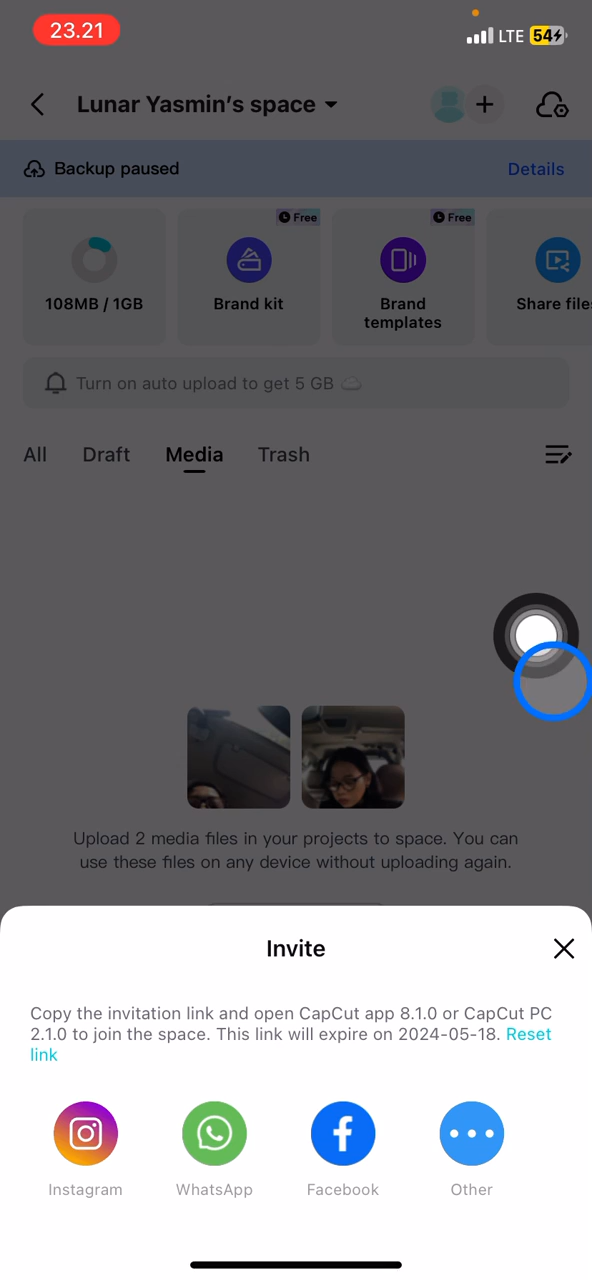 23.21
LTE 54
Lunar Yasmin's space
Backup paused
Details
Free
Free
108MB / 1GB
Brand kit
Brand
templates
Share files
Turn on auto upload to get 5 GB
All
Draft
Media
Trash
Upload 2 media files in your projects to space. You can
use these files on any device without uploading again.
Invite
Copy the invitation link and open CapCut app 8.1.0 or CapCut PC
2.1.0 to join the space. This link will expire on 2024-05-18. Reset
link
Instagram
WhatsApp
Facebook
Other